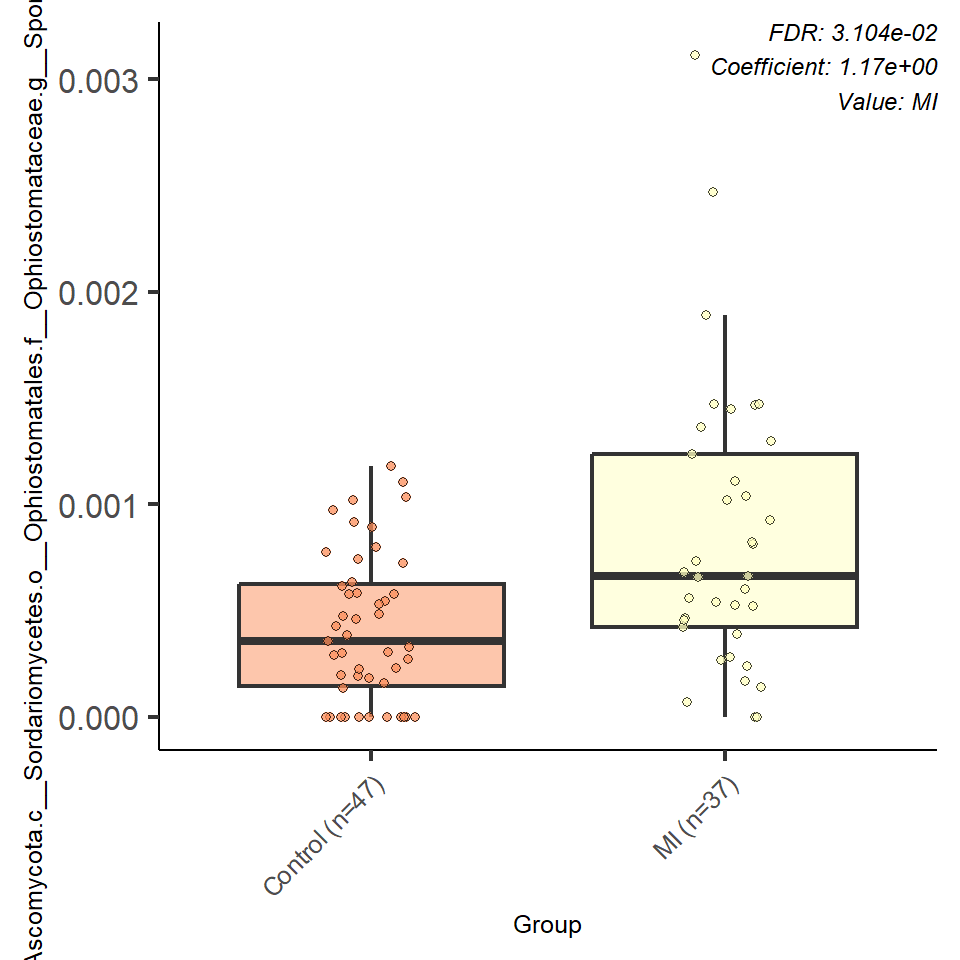 FDR: 3.104e-02
Coefficient: 1.17e+00
Value: MI
Ascomycota.c__Sordariomycetes.o__Ophiostomatales.f__Ophiostomataceae.g__Spor
0.003
0.002
0.001
0.000
Control (n=47)
MI (n=37)
Group